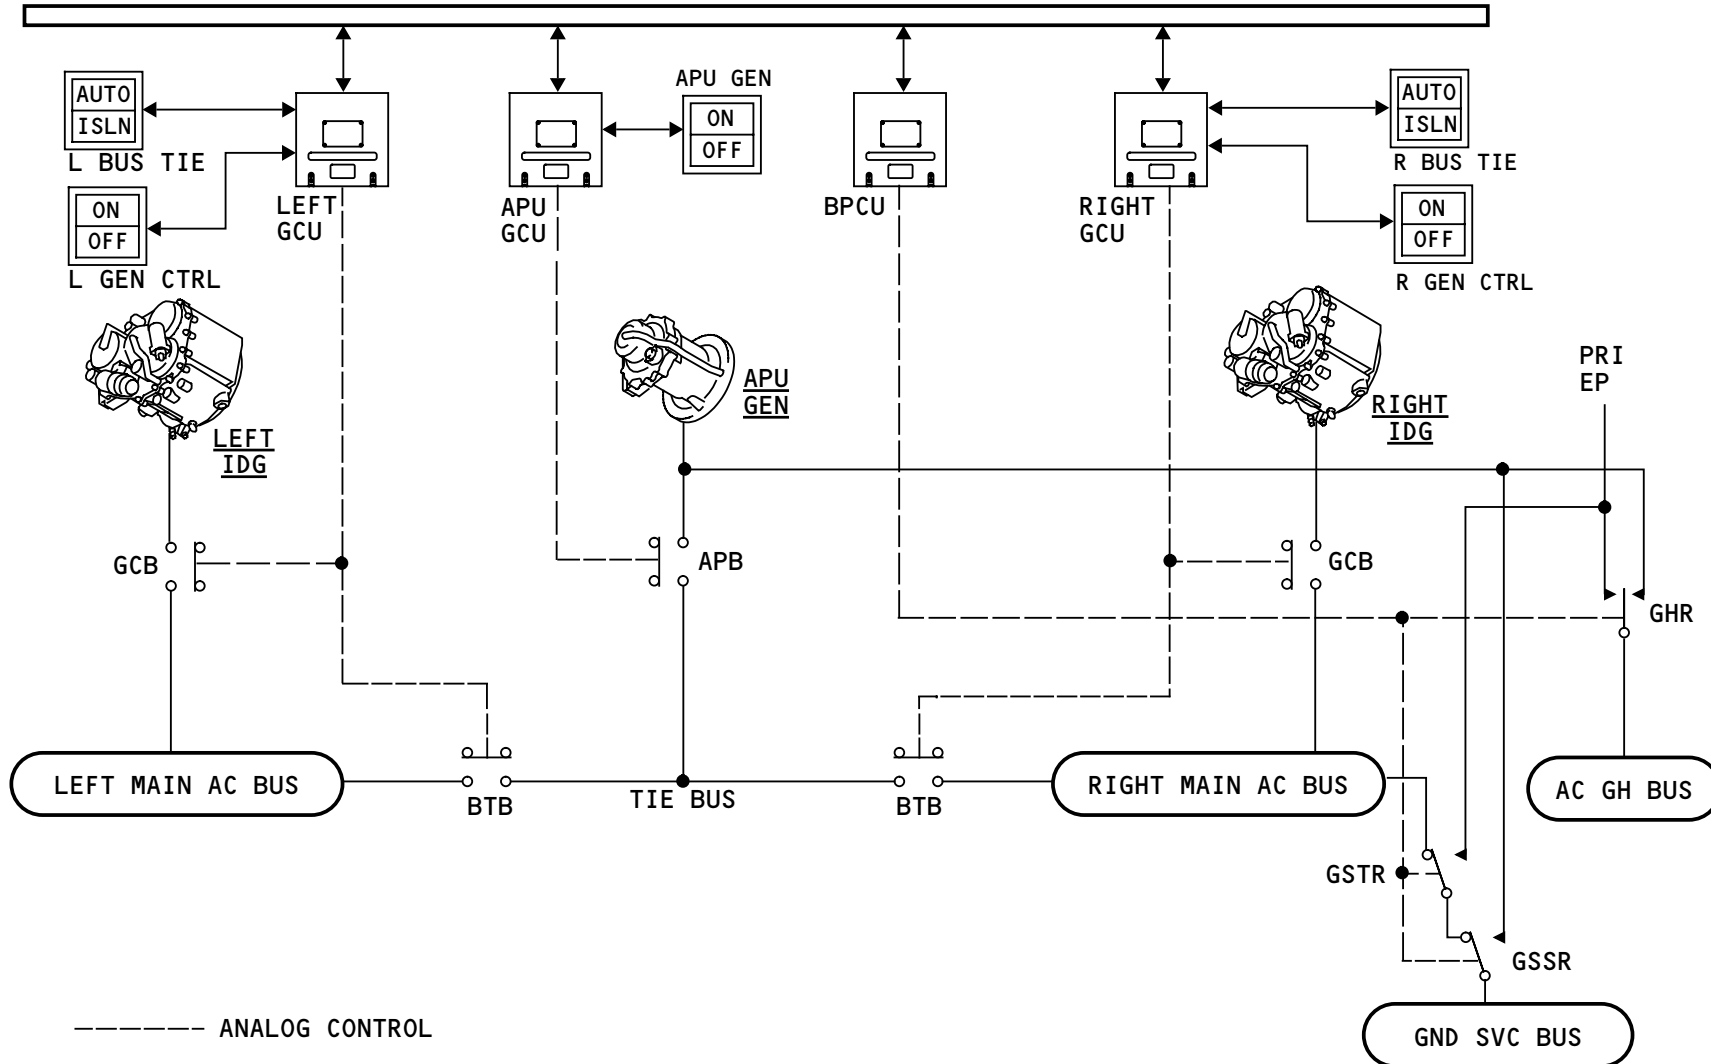 AUTO
ISLN
L BUS TIE
ON
OFF
L GEN CTRL
LEFT
GCU
APU
GCU
APU GEN
ON
OFF
BPCU
RIGHT
GCU
AUTO
ISLN
R BUS TIE
ON
OFF
R GEN CTRL
LEFT
IDG
APU
GEN
RIGHT
IDG
PRI
EP
GCB
APB
GCB
GHR
LEFT MAIN AC BUS
BTB
TIE BUS
BTB
RIGHT MAIN AC BUS
AC GH BUS
GSTR
GSSR
GND SVC BUS
ANALOG CONTROL